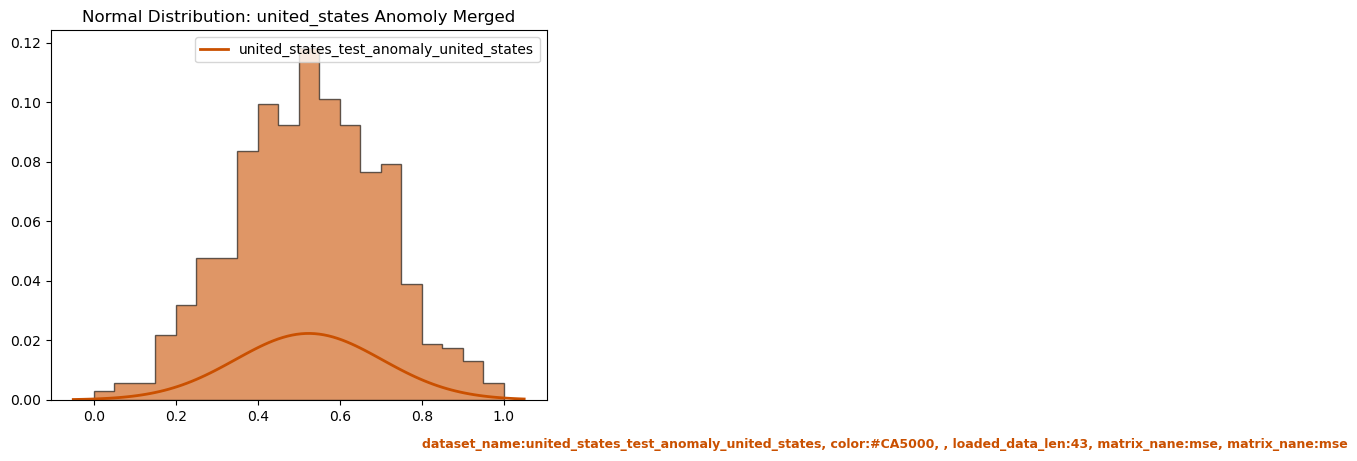 Normal Distribution: united_states Anomoly Merged
united_states_test_anomaly_united_states
0.12
0.10
0.08
0.06
0.04
0.02
0.00
0.0 0.2 0.4 0.6 0.8 1.0
dataset_name:united_states_test_anomaly_united_states, color:#CA5000, , loaded_data_len:43, matrix_nane:mse, matrix_nane:mse